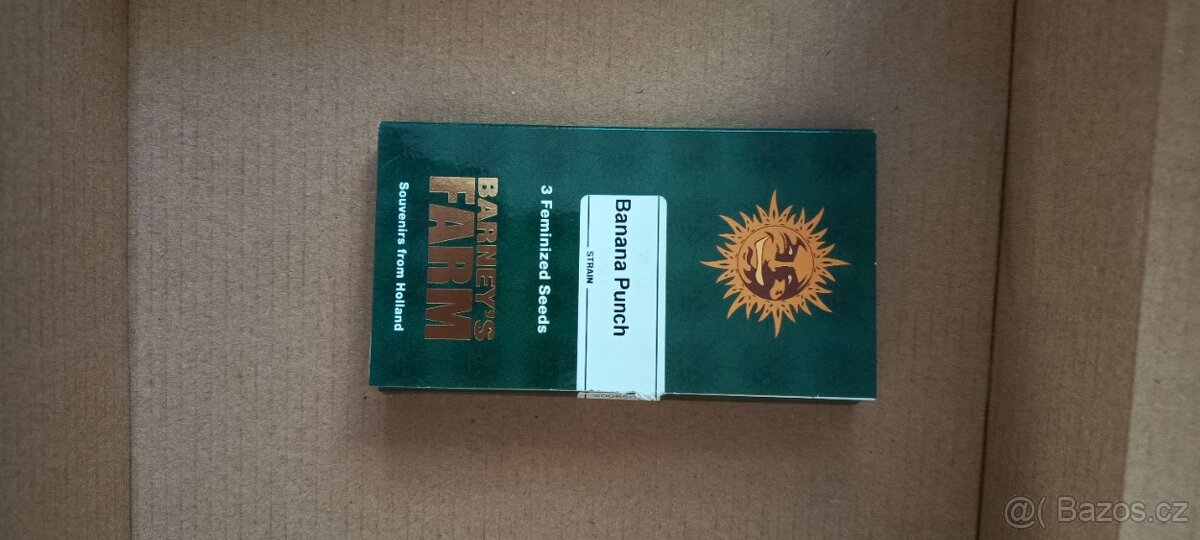 Banana Punch
STRAIN
3 Feminized Seeds
BARNEY'S
FARM
Souvenirs from Holland
@( Bazos.cz